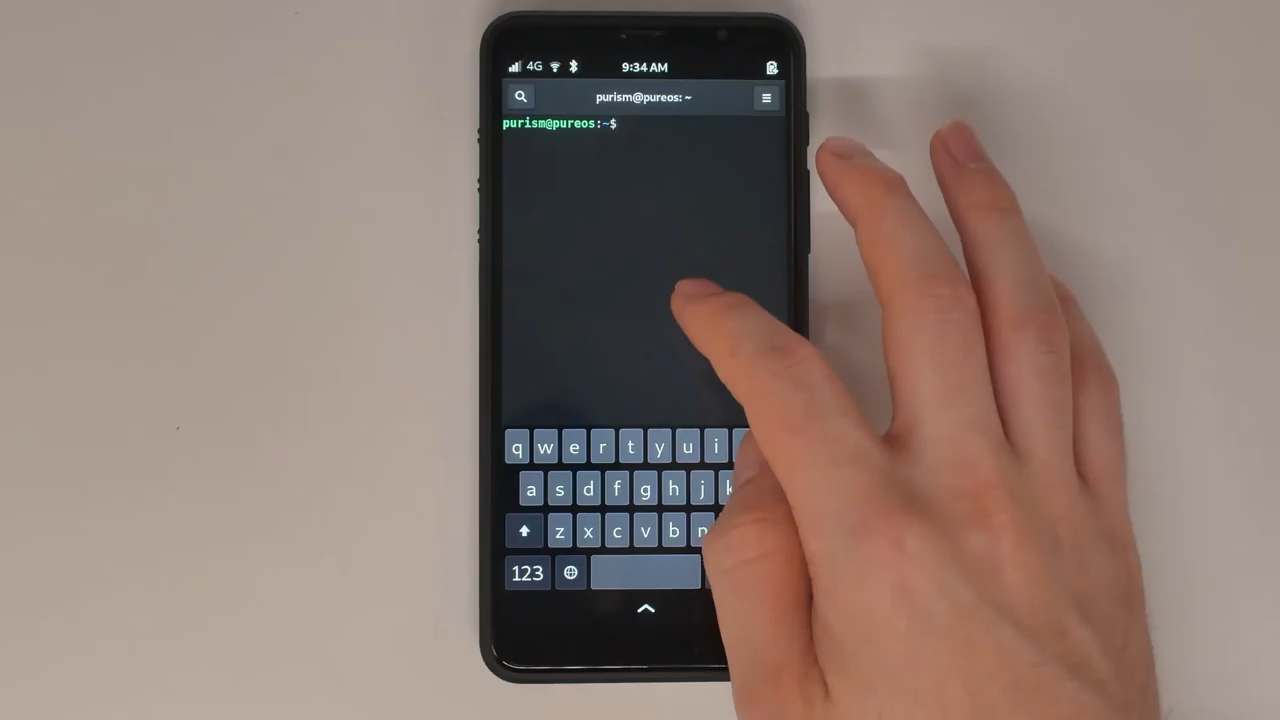 4G 9:34 AM
purism@pureos: ~
purism@pureos:~$
q w e r t y u i
a s d f g h j k
z x c v b n
123